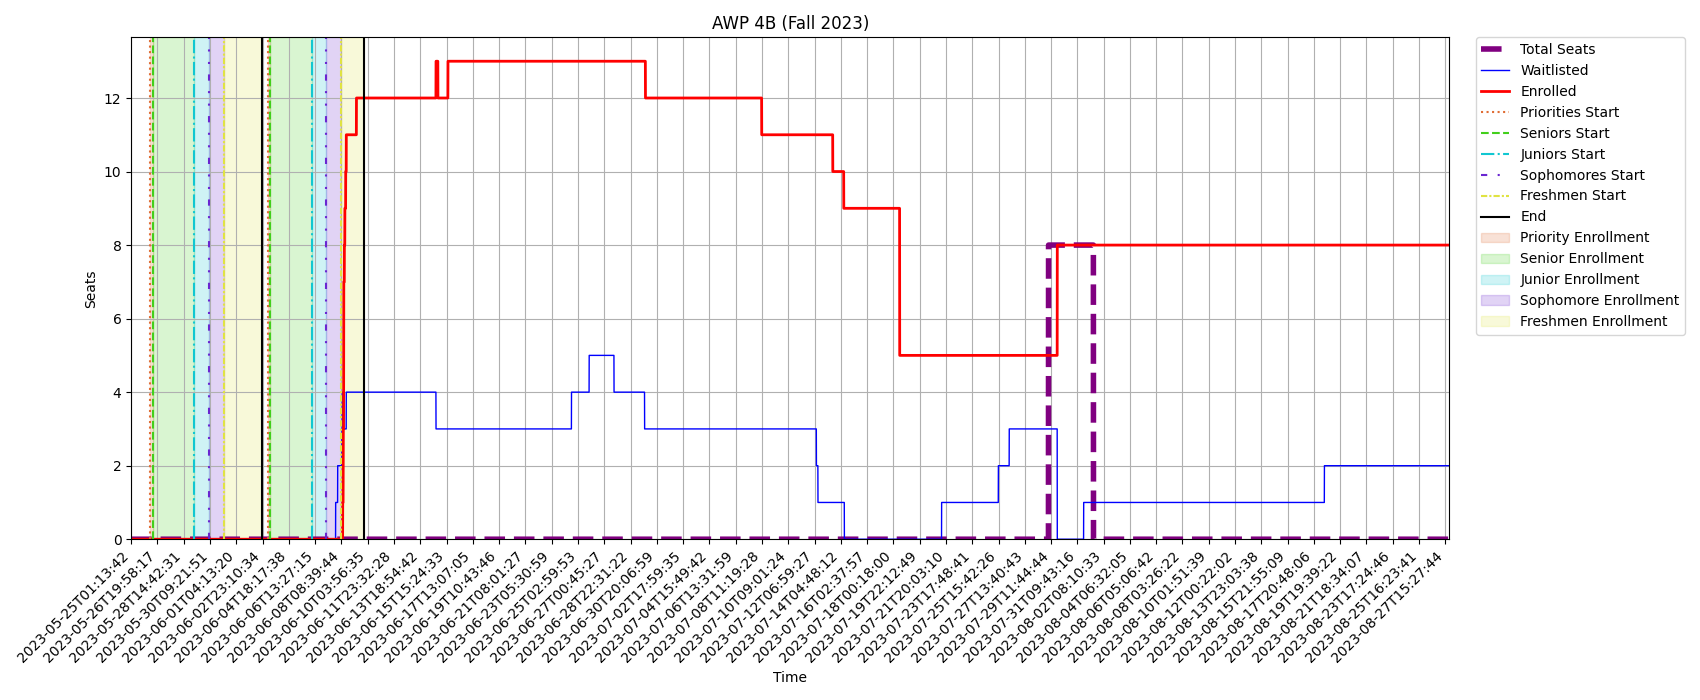 AWP 4B (Fall 2023)
Seats
12
10
8
6
4
2
0
2023-05-25T01:13:42
2023-05-26T19:58:17
2023-05-28T14:42:31
2023-05-30T09:21:51
2023-06-01T04:13:20
2023-06-02T23:10:34
2023-06-04T18:17:38
2023-06-06T13:27:15
2023-06-08T08:39:44
2023-06-10T03:56:35
2023-06-11T23:32:28
2023-06-13T18:54:42
2023-06-15T15:24:33
2023-06-17T13:07:05
2023-06-19T10:43:46
2023-06-21T08:01:27
2023-06-23T05:30:59
2023-06-25T02:59:53
2023-06-27T00:45:27
2023-06-28T22:31:22
2023-06-30T20:06:59
2023-07-02T17:59:35
2023-07-04T15:49:42
2023-07-06T13:31:59
2023-07-08T11:19:28
2023-07-10T09:01:24
2023-07-12T06:59:27
2023-07-14T04:48:12
2023-07-16T02:37:57
2023-07-18T00:18:00
2023-07-19T22:12:49
2023-07-21T20:03:10
2023-07-23T17:48:41
2023-07-25T15:42:26
2023-07-27T13:40:43
2023-07-29T11:44:44
2023-07-31T09:43:16
2023-08-02T08:10:33
2023-08-04T06:32:05
2023-08-06T05:06:42
2023-08-08T03:26:22
2023-08-10T01:51:39
2023-08-12T00:22:02
2023-08-13T23:03:38
2023-08-15T21:55:09
2023-08-17T20:48:06
2023-08-19T19:39:22
2023-08-21T18:34:07
2023-08-23T17:24:46
2023-08-25T16:23:41
2023-08-27T15:27:44
Time
Total Seats
Waitlisted
Enrolled
Priorities Start
Seniors Start
Juniors Start
Sophomores Start
Freshmen Start
End
Priority Enrollment
Senior Enrollment
Junior Enrollment
Sophomore Enrollment
Freshmen Enrollment